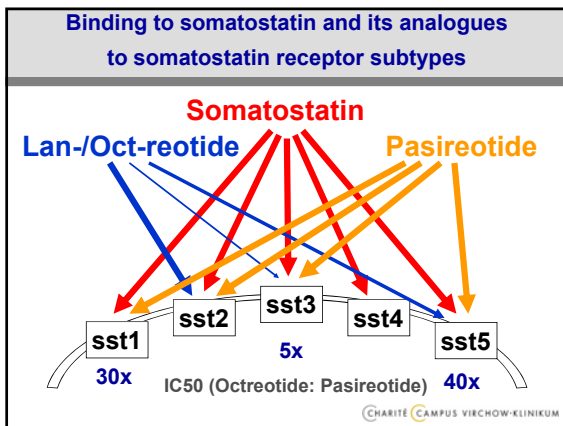 Binding to somatostatin and its analogues
to somatostatin receptor subtypes
Somatostatin
Lan-/Oct-reotide Pasireotide
sst3
sst2 sst4
sst1 sst5
5x
30x IC50 (Octreotide: Pasireotide) 40x
CHARITÉ CAMPUS VIRCHOW-KLINIKUM